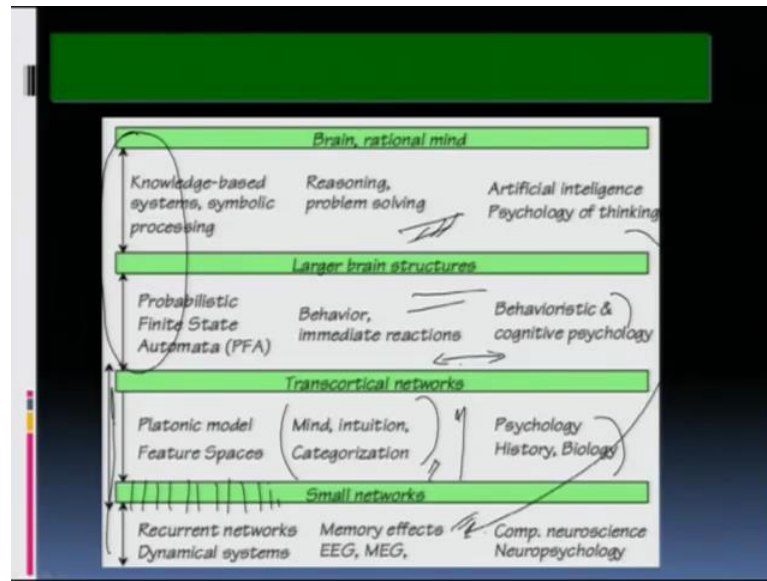 Brain, rational mind
Knowledge-based
systems, symbolic
processing
Reasoning,
problem solving
Artificial inteligence
Psychology of thinking
Larger brain structures
Probabilistic
Finite State
Automata (PFA)
Behavior,
immediate reactions
Behavioristic &
cognitive psychology
Transcortical networks
Platonic model
Feature Spaces
Mind, intuition,
Categorization
Psychology
History, Biology
Small networks
Recurrent networks
Dynamical systems
Memory effects
EEG, MEG,
Comp. neuroscience
Neuropsychology